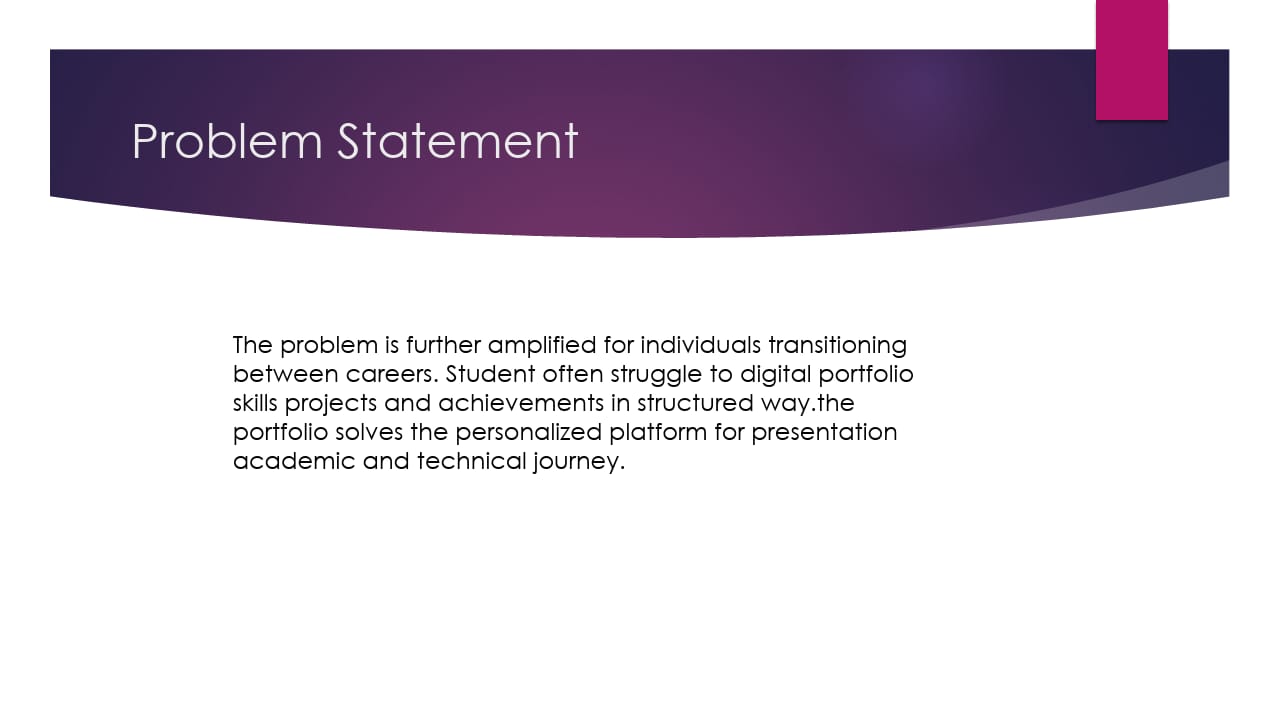 Problem Statement
The problem is further amplified for individuals transitioning
between careers. Student often struggle to digital portfolio
skills projects and achievements in structured way.the
portfolio solves the personalized platform for presentation
academic and technical journey.